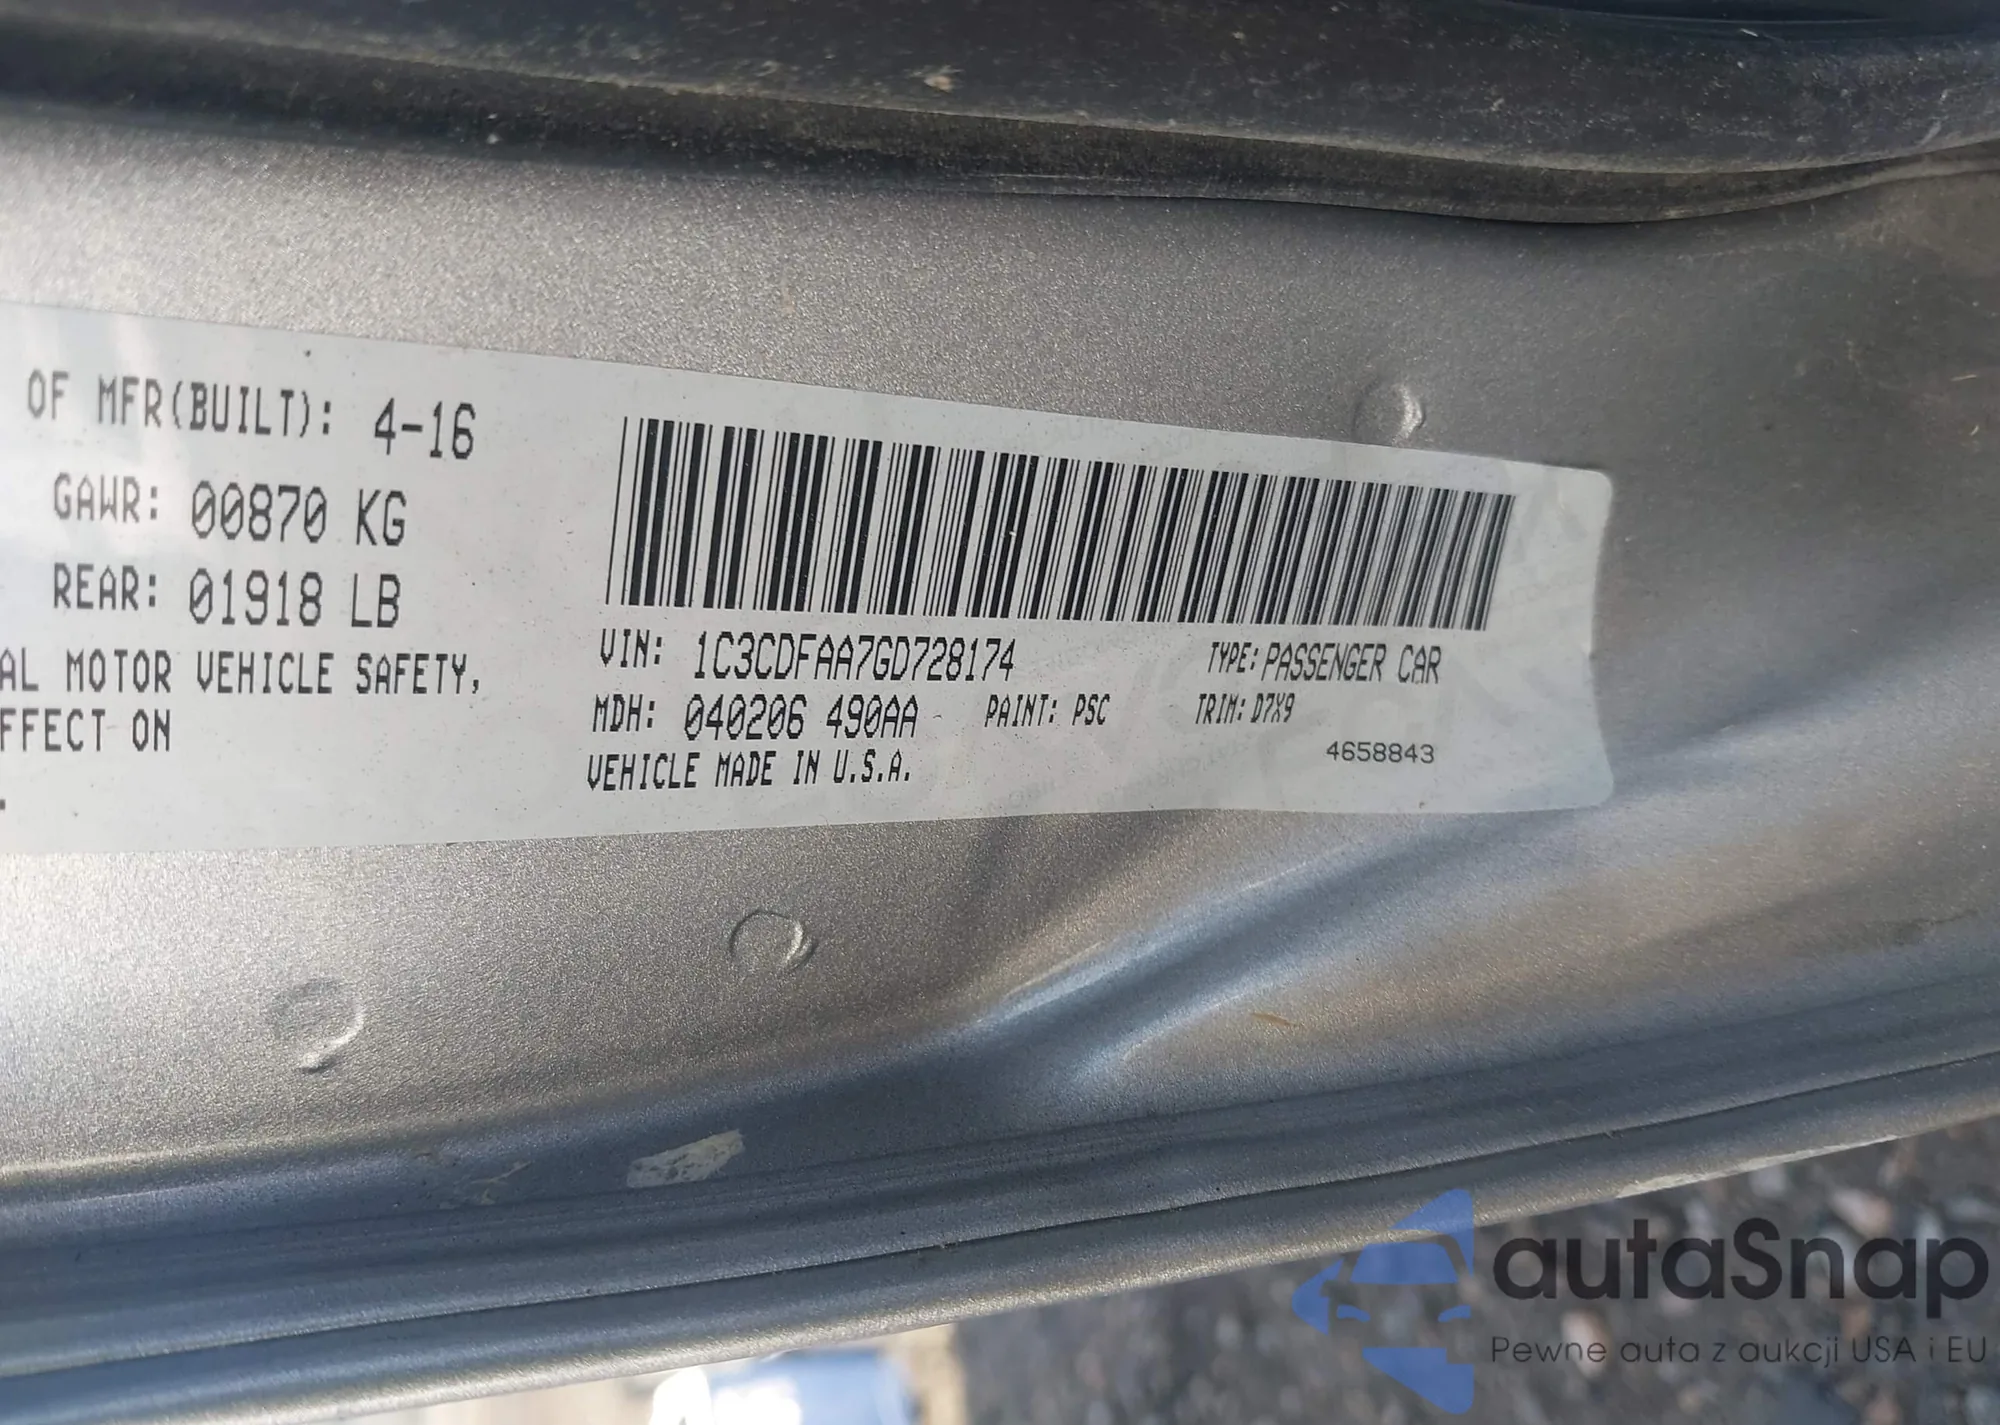 OF MFR(BUILT): 4-16
GAWR: 00870 KG
REAR: 01918 LB
AL MOTOR VEHICLE SAFETY,
FFECT ON
VIN: 1C3CDFAA7GD728174 TYPE: PASSENGER CAR
MDH: 040206 490AA PAINT: PSC TRIM: D7X9
VEHICLE MADE IN U.S.A.
4658843
autaSnap
Pewne auta z aukcji USA i EU